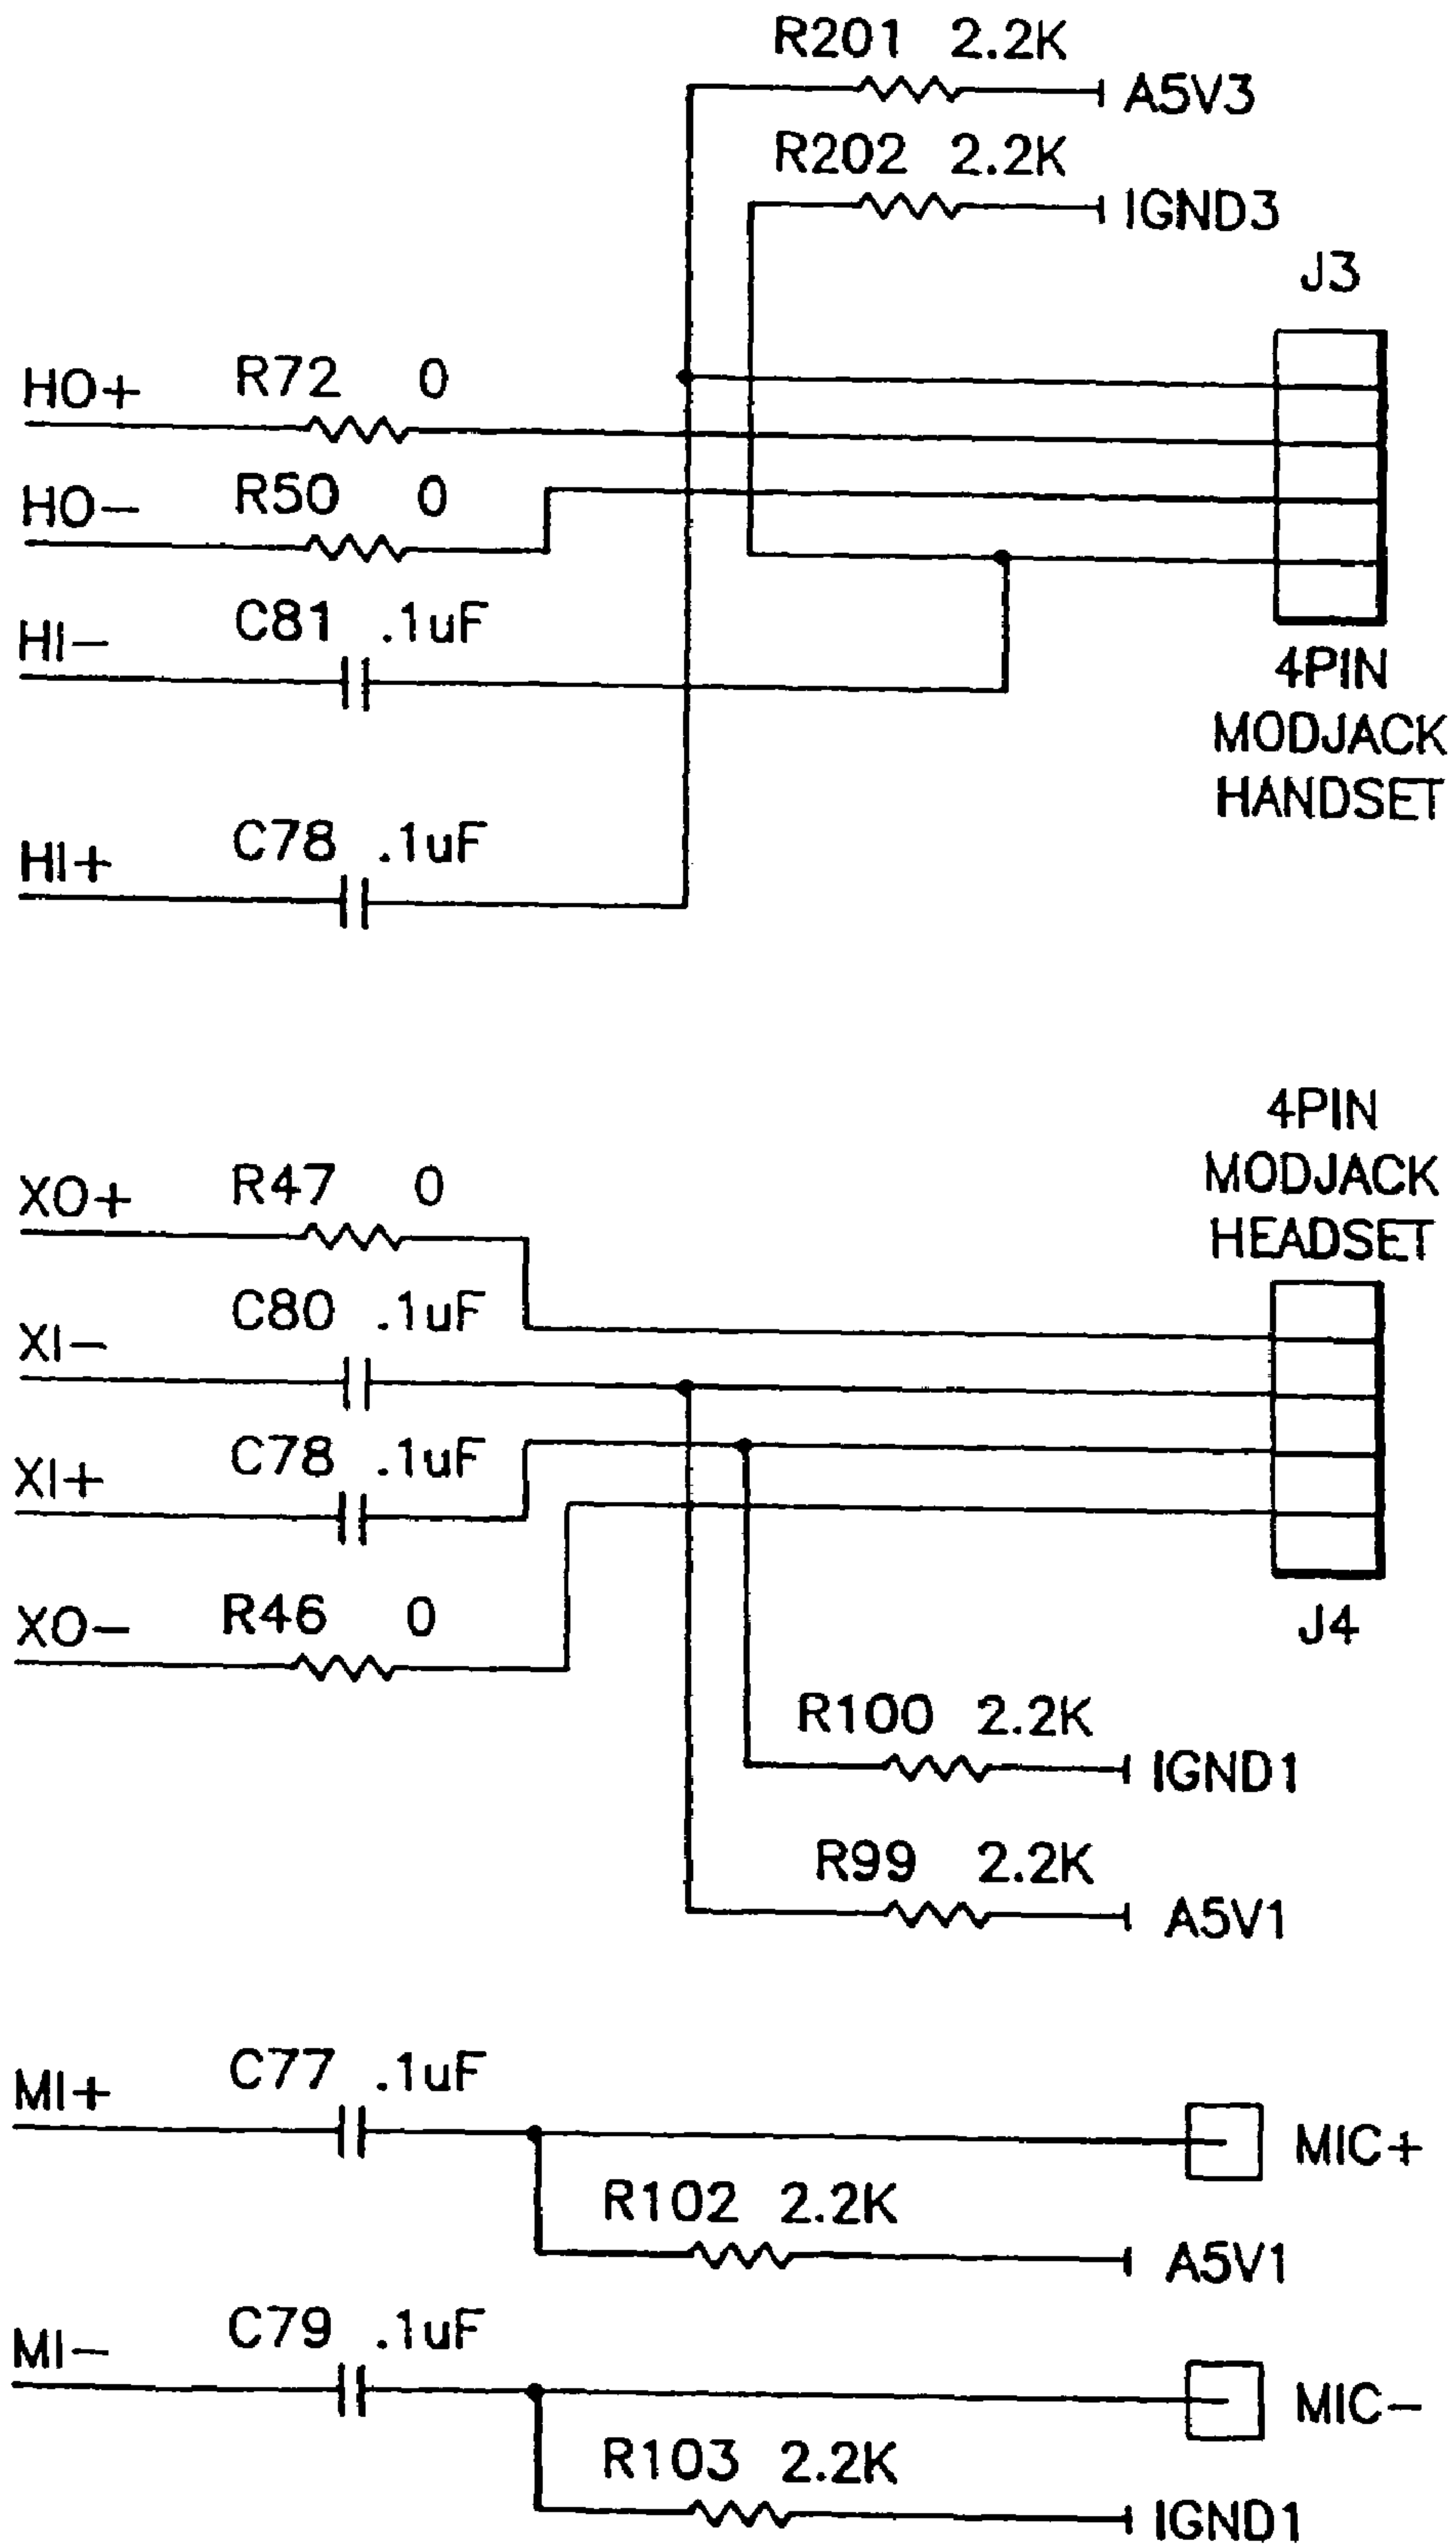 R201 2.2K
A5V3
R202 2.2K
IGND3
J3
HO+
R72 0
HO-
R50 0
HI-
C81 .1uF
4PIN
MODJACK
HANDSET
HI+
C78 .1uF
4PIN
MODJACK
HEADSET
XO+
R47 0
XI-
C80 .1uF
XI+
C78 .1uF
XO-
R46 0
J4
R100 2.2K
IGND1
R99 2.2K
A5V1
MI+
C77 .1uF
MIC+
R102 2.2K
A5V1
MI-
C79 .1uF
MIC-
R103 2.2K
IGND1